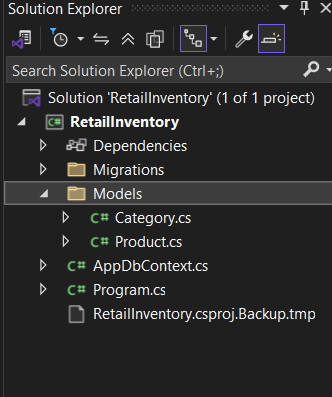 Solution Explorer
Search Solution Explorer (Ctrl+;)
Solution 'RetailInventory' (1 of 1 project)
C# RetailInventory
Dependencies
Migrations
Models
C# Category.cs
C# Product.cs
C# AppDbContext.cs
C# Program.cs
RetailInventory.csproj.Backup.tmp